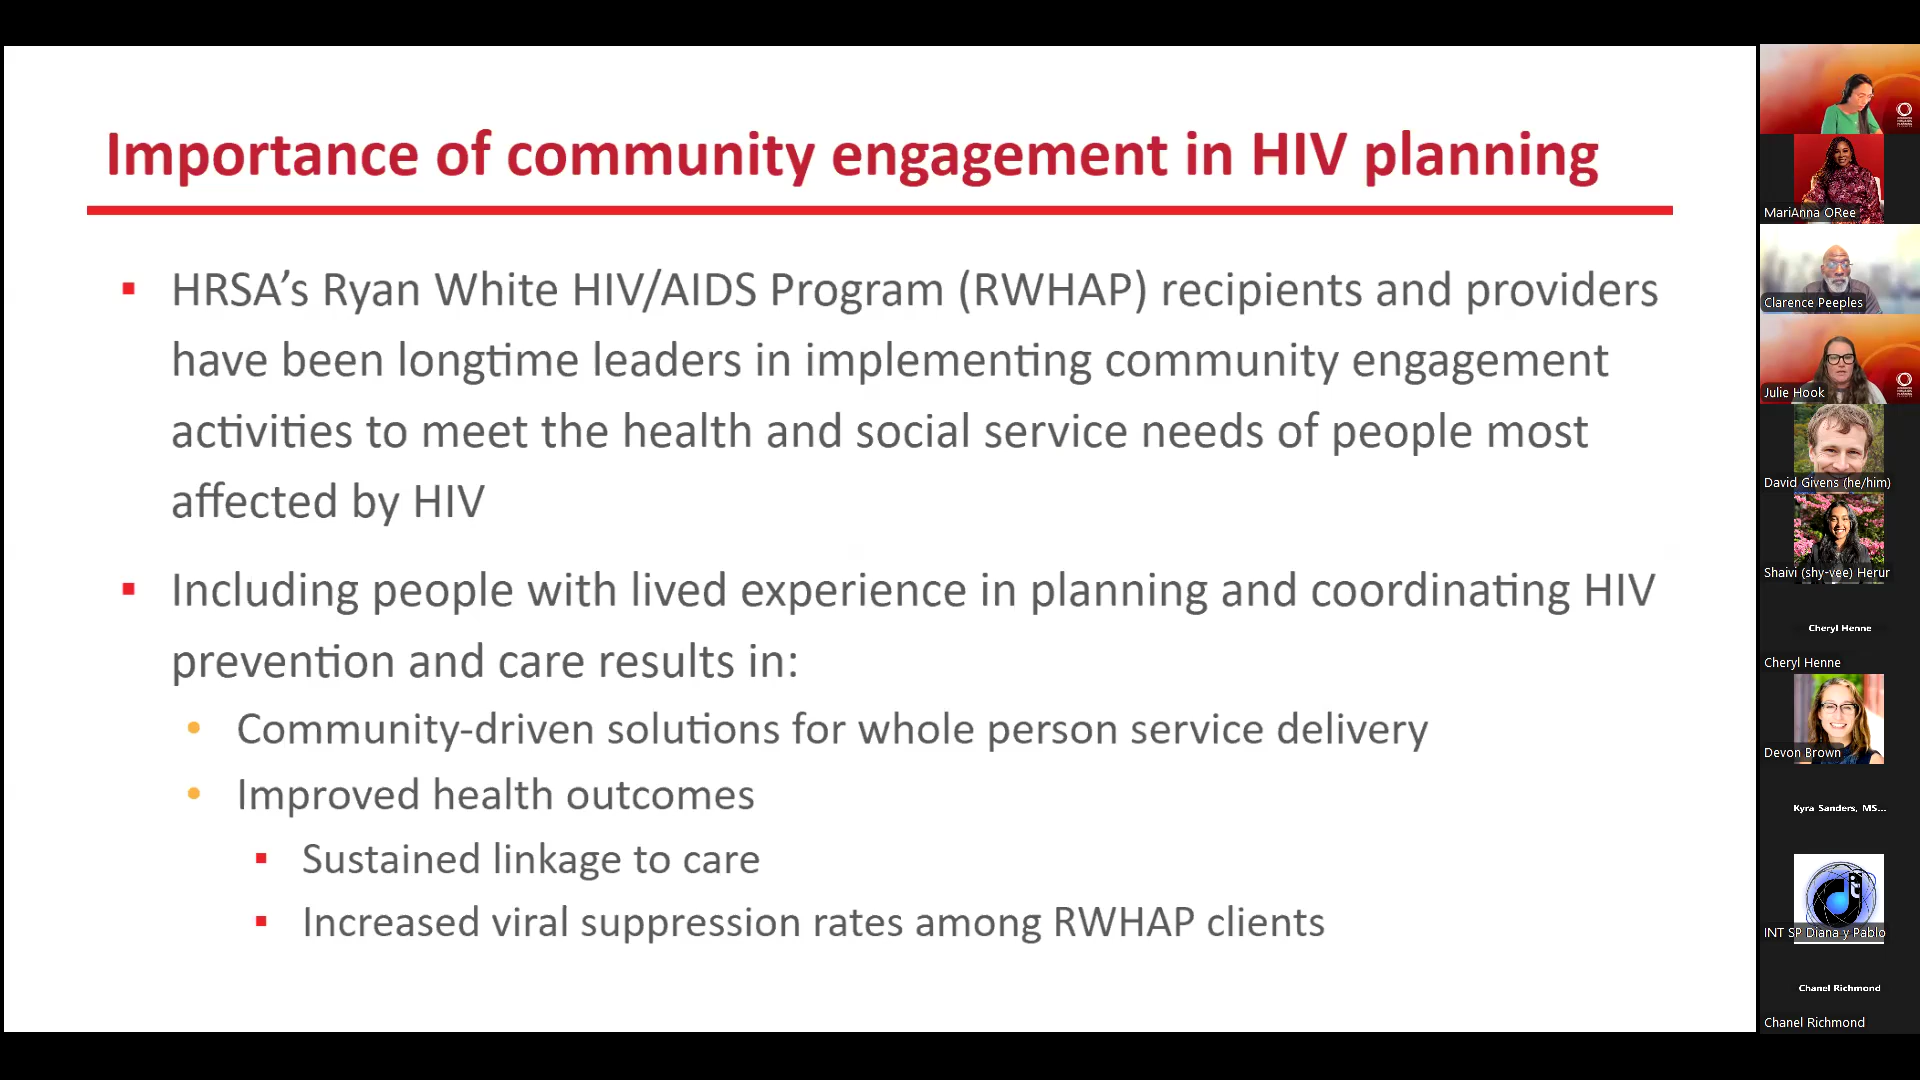 Importance of community engagement in HIV planning
▪ HRSA’s Ryan White HIV/AIDS Program (RWHAP) recipients and providers
have been longtime leaders in implementing community engagement
activities to meet the health and social service needs of people most
affected by HIV
▪ Including people with lived experience in planning and coordinating HIV
prevention and care results in:
• Community-driven solutions for whole person service delivery
• Improved health outcomes
▪ Sustained linkage to care
▪ Increased viral suppression rates among RWHAP clients
MariAnna ORee
Clarence Peeples
Julie Hook
David Givens (he/him)
Shaivi (shy-vee) Herur
Cheryl Henne
Cheryl Henne
Devon Brown
Kyra Sanders, MS...
dit
INT SP Diana y Pablo
Chanel Richmond
Chanel Richmond